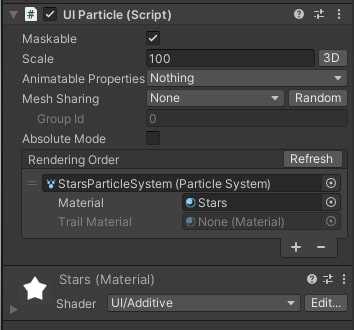 UI Particle (Script)
Maskable
Scale 100 3D
Animatable Properties Nothing
Mesh Sharing None Random
Group Id 0
Absolute Mode
Rendering Order Refresh
StarsParticleSystem (Particle System)
Material Stars
Trail Material None (Material)
+ −
Stars (Material)
Shader UI/Additive Edit...